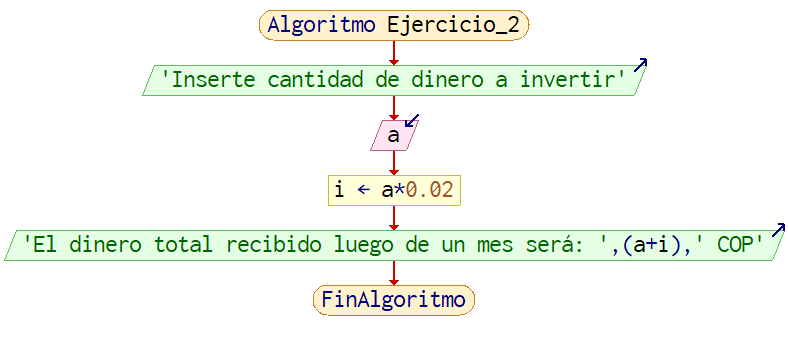 Algoritmo Ejercicio_2
'Inserte cantidad de dinero a invertir'
a
i ← a*0.02
'El dinero total recibido luego de un mes será: ',(a+i),' COP'
FinAlgoritmo